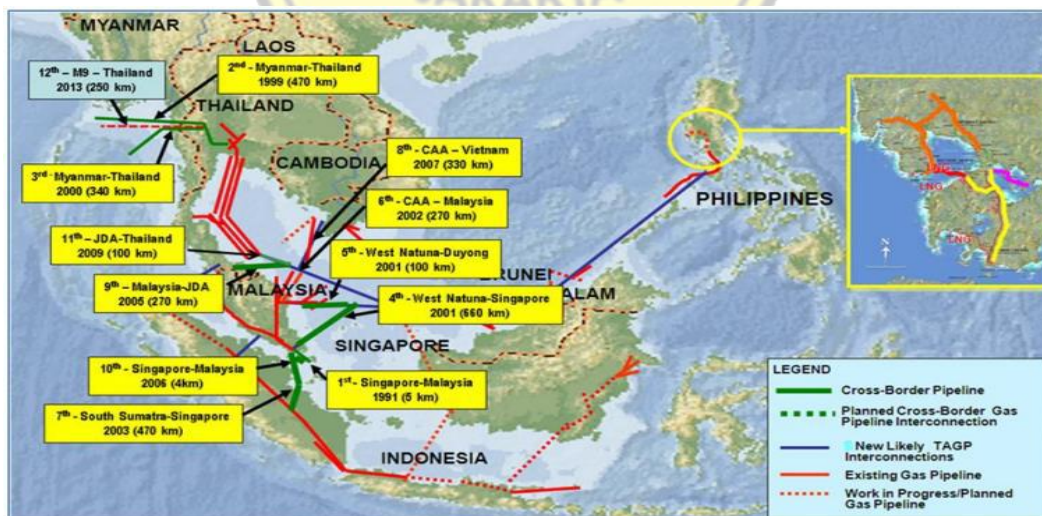 MYANMAR
LAOS
12th – M9 – Thailand
2013 (250 km)
2nd - Myanmar-Thailand
1999 (470 km)
THAILAND
CAMBODIA
8th - CAA – Vietnam
2007 (330 km)
3rd - Myanmar-Thailand
2000 (340 km)
6th - CAA – Malaysia
2002 (270 km)
PHILIPPINES
LNG
LNG
LNG
N
11th – JDA-Thailand
2009 (100 km)
5th - West Natuna-Duyong
2001 (100 km)
BRUNEI
ALAM
9th – Malaysia-JDA
2005 (270 km)
MALAYSIA
4th - West Natuna-Singapore
2001 (660 km)
SINGAPORE
10th - Singapore-Malaysia
2006 (4km)
1st - Singapore-Malaysia
1991 (5 km)
7th - South Sumatra-Singapore
2003 (470 km)
INDONESIA
LEGEND
Cross-Border Pipeline
Planned Cross-Border Gas
Pipeline Interconnection
New Likely TAGP
Interconnections
Existing Gas Pipeline
Work in Progress/Planned
Gas Pipeline